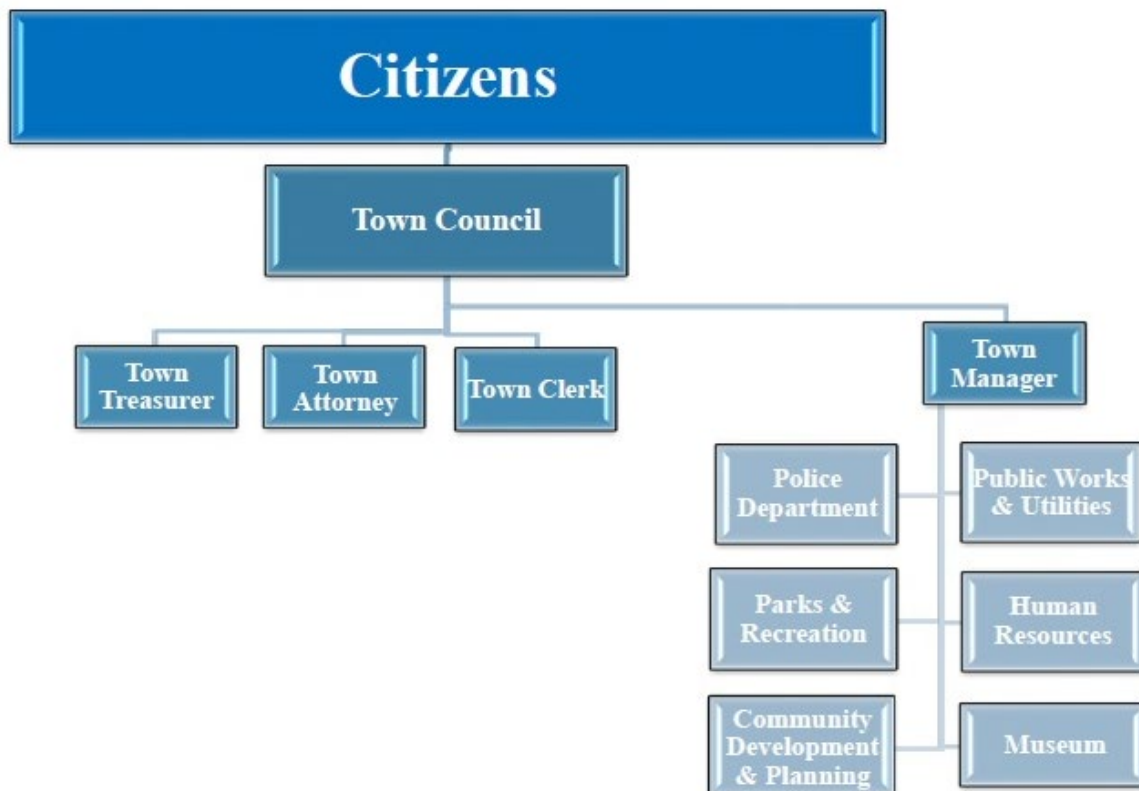 Citizens
Town Council
Town
Treasurer
Town
Attorney
Town Clerk
Town
Manager
Police
Department
Public Works
& Utilities
Parks &
Recreation
Human
Resources
Community
Development
& Planning
Museum